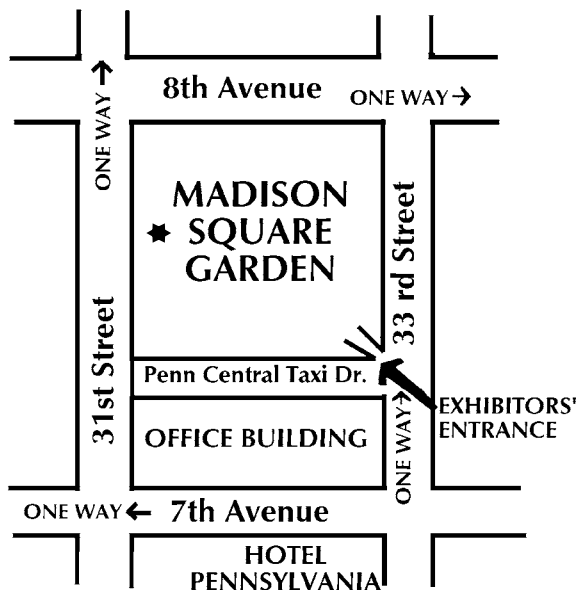 8th Avenue
ONE WAY →
ONE WAY →
MADISON
SQUARE
GARDEN
31st Street
33 rd Street
Penn Central Taxi Dr.
EXHIBITORS'
ENTRANCE
OFFICE BUILDING
ONE WAY →
ONE WAY ← 7th Avenue
HOTEL
PENNSYLVANIA